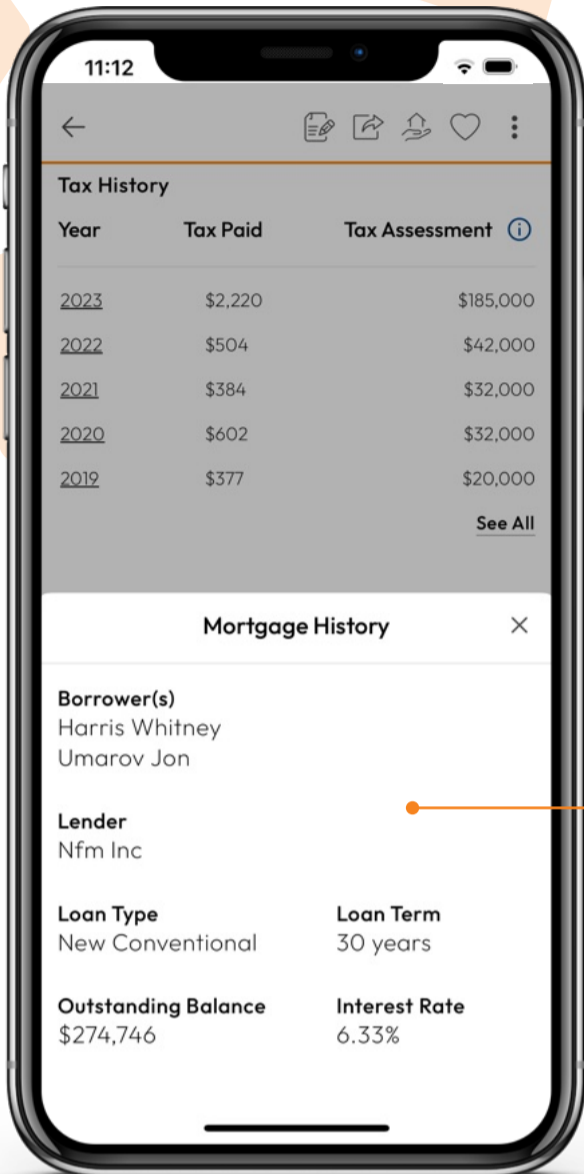 11:12
Tax History
Year Tax Paid Tax Assessment
2023 $2,220 $185,000
2022 $504 $42,000
2021 $384 $32,000
2020 $602 $32,000
2019 $377 $20,000
See All
Mortgage History
Borrower(s)
Harris Whitney
Umarov Jon
Lender
Nfm Inc
Loan Type Loan Term
New Conventional 30 years
Outstanding Balance Interest Rate
$274,746 6.33%